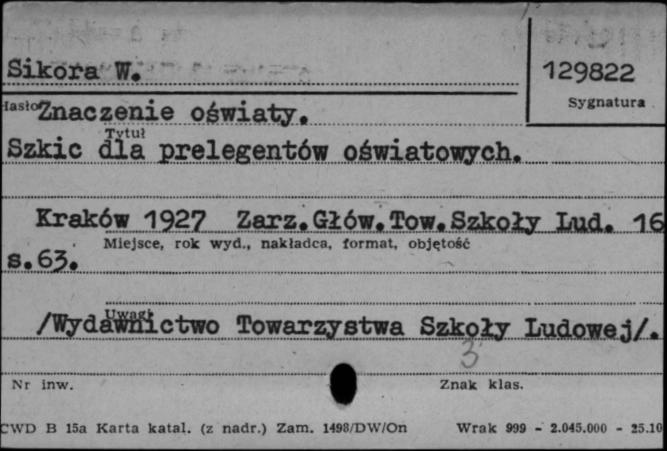 Sikora W.
129822
Sygnatura
Hasło
Znaczenie oświaty.
Tytuł
Szkic dla prelegentów oświatowych.
Kraków 1927 Zarz.Głów.Tow.Szkoły Lud. 16
Miejsce, rok wyd., nakładca, format, objętość
s.63.
Uwagi
/Wydawnictwo Towarzystwa Szkoły Ludowej/.
3
Nr inw.
Znak klas.
CWD B 15a Karta katal. (z nadr.) Zam. 1498/DW/On Wrak 999 - 2.045.000 - 25.10